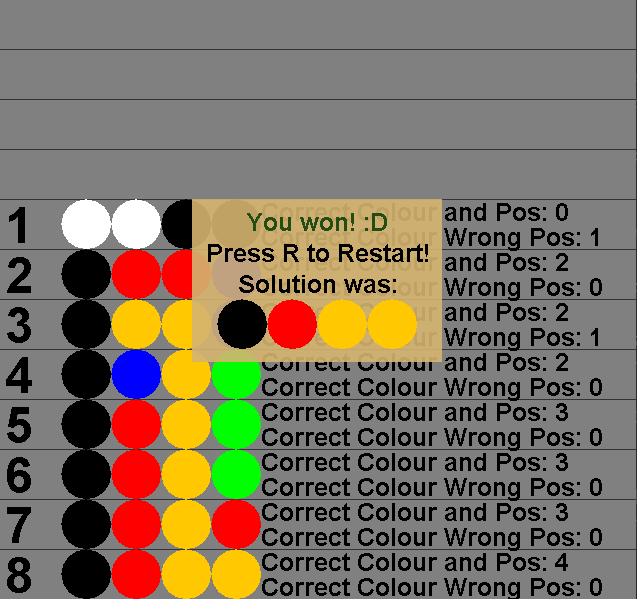 1 Correct Colour and Pos: 0
Correct Colour Wrong Pos: 1
You won! :D
Press R to Restart!
Solution was:
2 Correct Colour and Pos: 2
Correct Colour Wrong Pos: 0
3 Correct Colour and Pos: 2
Correct Colour Wrong Pos: 1
4 Correct Colour and Pos: 2
Correct Colour Wrong Pos: 0
5 Correct Colour and Pos: 3
Correct Colour Wrong Pos: 0
6 Correct Colour and Pos: 3
Correct Colour Wrong Pos: 0
7 Correct Colour and Pos: 3
Correct Colour Wrong Pos: 0
8 Correct Colour and Pos: 4
Correct Colour Wrong Pos: 0